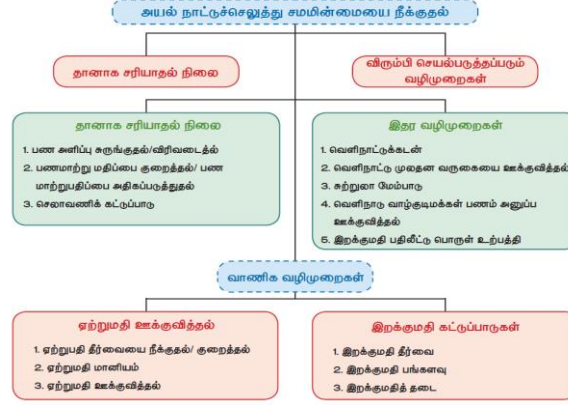 அயல் நாட்டுச்செலுத்து சமமின்மையை நீக்குதல்
தானாக சரியாதல் நிலை
விரும்பி செயல்படுத்தப்படும்
வழிமுறைகள்
தானாக சரியாதல் நிலை
1. பண அளிப்பு சுருங்குதல்/விரிவடைத்ல்
2. பணமாற்று மதிப்பை குறைத்தல்/ பண
மாற்றுபதிப்பை அதிகப்படுத்துதல்
3. செலாவணிக் கட்டுப்பாடு
இதர வழிமுறைகள்
1. வெளிநாட்டுக்கடன்
2. வெளிநாட்டு முலதன வருகையை ஊக்குவித்தல்
3. சுற்றுலா மேம்பாடு
4. வெளிநாடு வாழ்குடிமக்கள் பணம் அனுப்ப
ஊக்குவித்தல்
5. இறக்குமதி பதிலீட்டு பொருள் உற்பத்தி
வாணிக வழிமுறைகள்
ஏற்றுமதி ஊக்குவித்தல்
1. ஏற்றுபதி தீர்வையை நீக்குதல்/ குறைத்தல்
2. ஏற்றுமதி மானியம்
3. ஏற்றுமதி ஊக்குவித்தல்
இறக்குமதி கட்டுப்பாடுகள்
1. இறக்குமதி தீர்வை
2. இறக்குமதி பங்களவு
3. இறக்குமதித் தடை